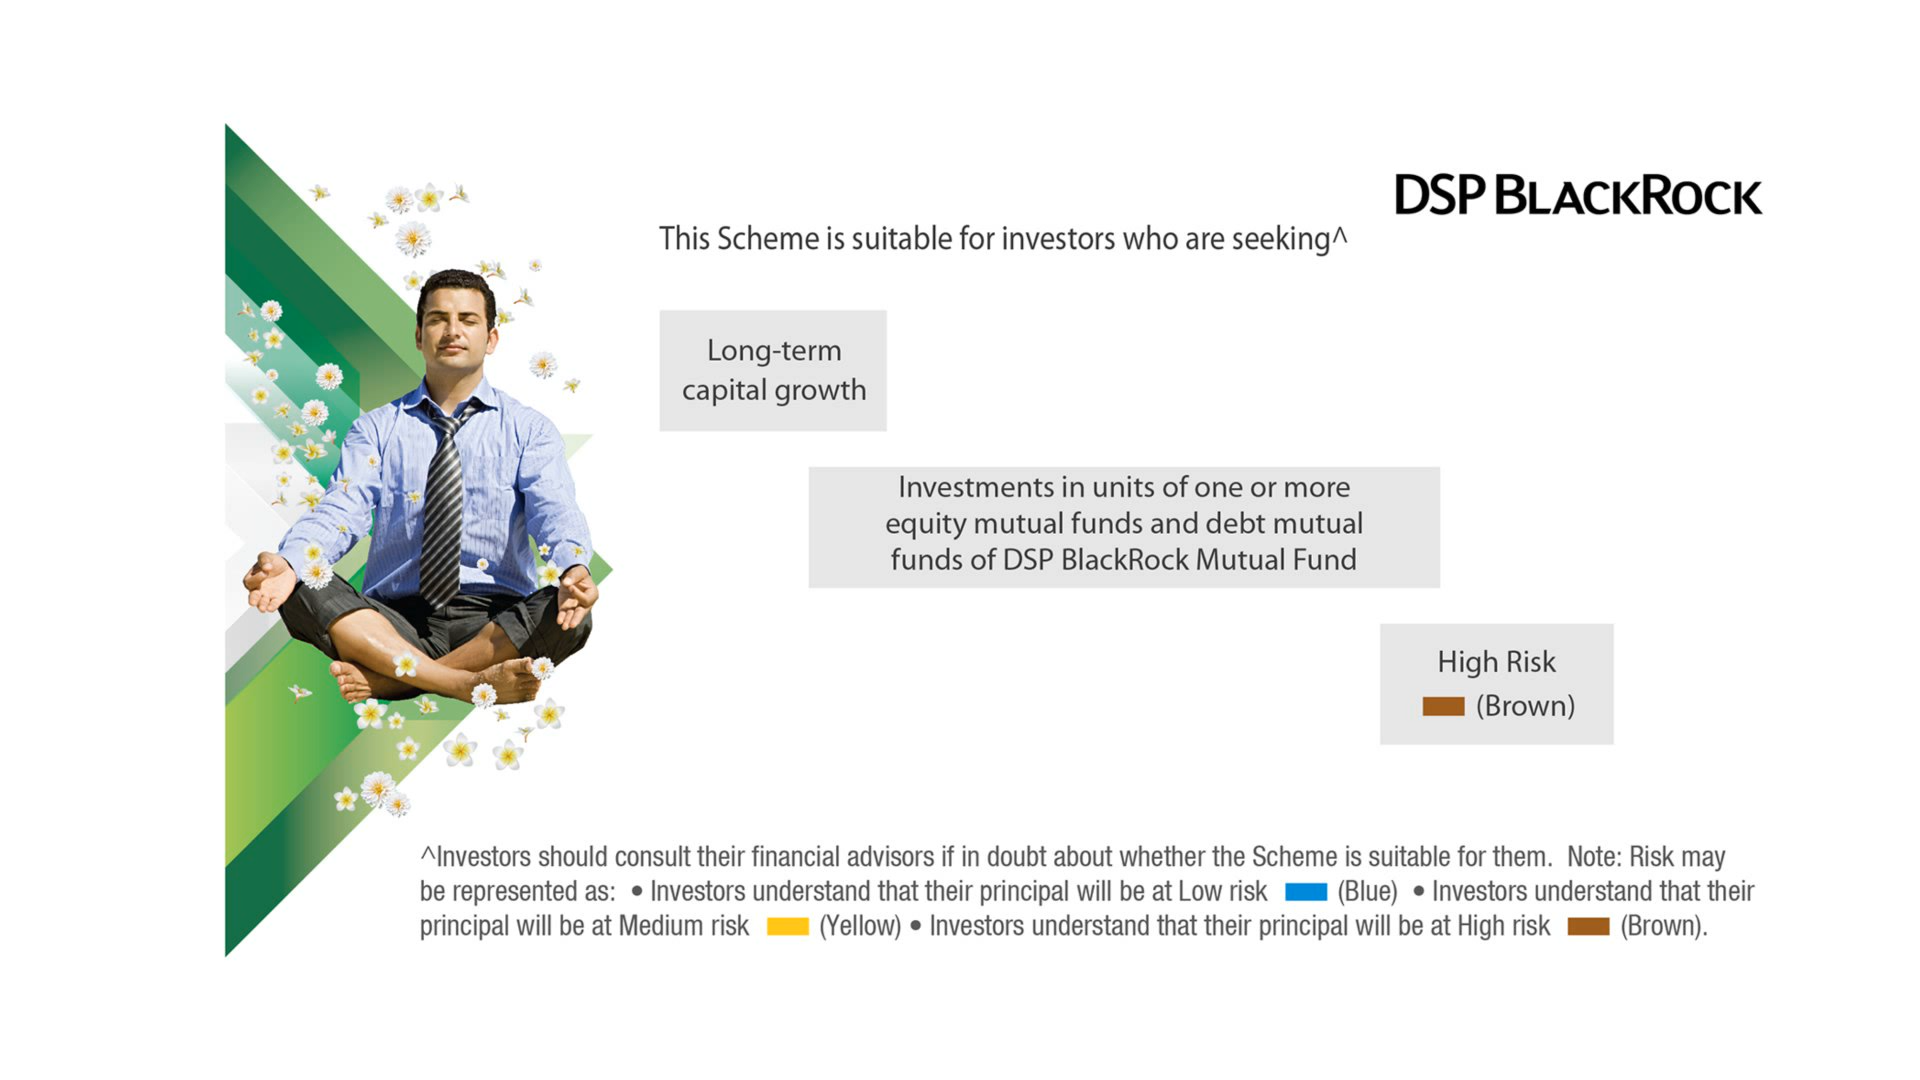 DSP BLACKROCK
This Scheme is suitable for investors who are seeking^
Long-term
capital growth
Investments in units of one or more
equity mutual funds and debt mutual
funds of DSP BlackRock Mutual Fund
High Risk
(Brown)
^Investors should consult their financial advisors if in doubt about whether the Scheme is suitable for them. Note: Risk may
be represented as: • Investors understand that their principal will be at Low risk (Blue) • Investors understand that their
principal will be at Medium risk (Yellow) • Investors understand that their principal will be at High risk (Brown).